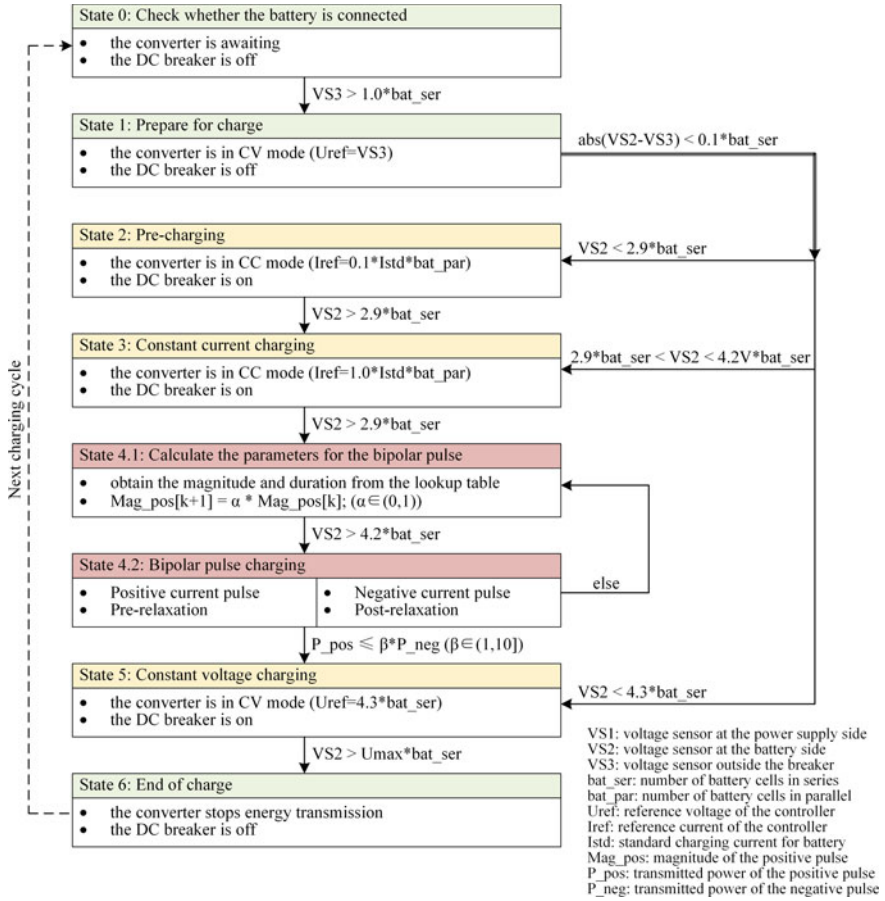 State 0: Check whether the battery is connected
• the converter is awaiting
• the DC breaker is off
VS3 > 1.0*bat_ser
State 1: Prepare for charge
• the converter is in CV mode (Uref=VS3)
• the DC breaker is off
abs(VS2-VS3) < 0.1*bat_ser
State 2: Pre-charging
• the converter is in CC mode (Iref=0.1*Istd*bat_par)
• the DC breaker is on
VS2 < 2.9*bat_ser
VS2 > 2.9*bat_ser
State 3: Constant current charging
• the converter is in CC mode (Iref=1.0*Istd*bat_par)
• the DC breaker is on
2.9*bat_ser < VS2 < 4.2V*bat_ser
VS2 > 2.9*bat_ser
State 4.1: Calculate the parameters for the bipolar pulse
• obtain the magnitude and duration from the lookup table
• Mag_pos[k+1] = α * Mag_pos[k]; (α∈(0,1))
VS2 > 4.2*bat_ser
State 4.2: Bipolar pulse charging
• Positive current pulse
• Pre-relaxation
• Negative current pulse
• Post-relaxation
else
P_pos ≤ β*P_neg (β∈(1,10])
State 5: Constant voltage charging
• the converter is in CV mode (Uref=4.3*bat_ser)
• the DC breaker is on
VS2 < 4.3*bat_ser
VS2 > Umax*bat_ser
State 6: End of charge
• the converter stops energy transmission
• the DC breaker is off
Next charging cycle
VS1: voltage sensor at the power supply side
VS2: voltage sensor at the battery side
VS3: voltage sensor outside the breaker
bat_ser: number of battery cells in series
bat_par: number of battery cells in parallel
Uref: reference voltage of the controller
Iref: reference current of the controller
Istd: standard charging current for battery
Mag_pos: magnitude of the positive pulse
P_pos: transmitted power of the positive pulse
P_neg: transmitted power of the negative pulse